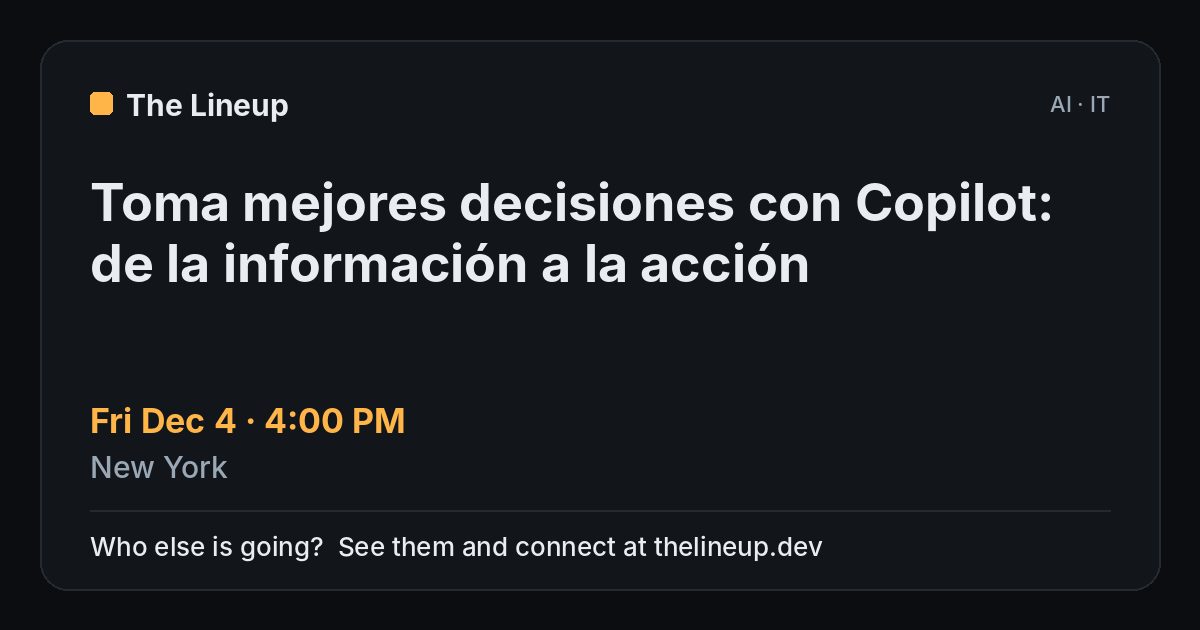 The Lineup
AI · IT
Toma mejores decisiones con Copilot:
de la información a la acción
Fri Dec 4 · 4:00 PM
New York
Who else is going?  See them and connect at thelineup.dev